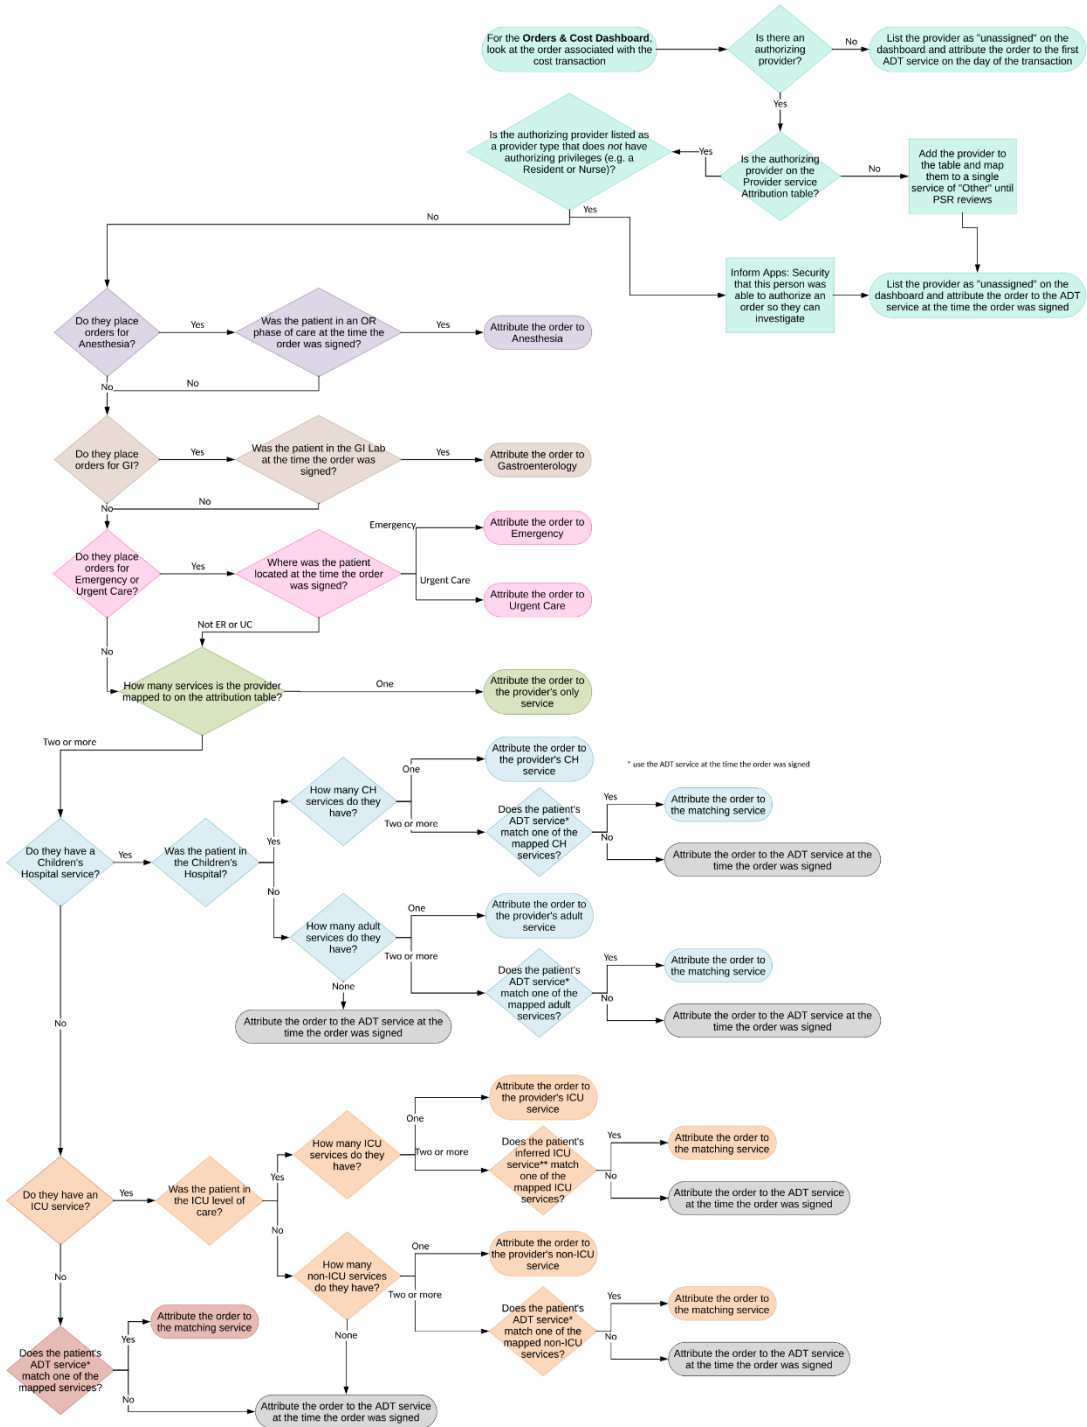 For the Orders & Cost Dashboard,
look at the order associated with the
cost transaction
Is there an
authorizing
provider?
No
List the provider as "unassigned" on the
dashboard and attribute the order to the first
ADT service on the day of the transaction
Yes
Is the authorizing provider listed as
a provider type that does not have
authorizing privileges (e.g. a
Resident or Nurse)?
Yes
Is the authorizing
provider on the
Provider service
Attribution table?
No
Add the provider to
the table and map
them to a single
service of "Other" until
PSR reviews
No
Yes
Inform Apps: Security
that this person was
able to authorize an
order so they can
investigate
List the provider as "unassigned" on the
dashboard and attribute the order to the ADT
service at the time the order was signed
Do they place
orders for
Anesthesia?
Yes
Was the patient in an OR
phase of care at the time the
order was signed?
Yes
Attribute the order to
Anesthesia
No
No
Do they place
orders for GI?
Yes
Was the patient in the GI Lab
at the time the order was
signed?
Yes
Attribute the order to
Gastroenterology
No
No
Do they place
orders for
Emergency or
Urgent Care?
Yes
Where was the patient
located at the time the order
was signed?
Emergency
Attribute the order to
Emergency
Urgent Care
Attribute the order to
Urgent Care
Not ER or UC
No
How many services is the provider
mapped to on the attribution table?
One
Attribute the order to
the provider's only
service
Two or more
* use the ADT service at the time the order was signed
Do they have a
Children's
Hospital service?
Yes
Was the patient in
the Children's
Hospital?
Yes
How many CH
services do they
have?
One
Attribute the order to
the provider's CH
service
Two or more
Does the patient's
ADT service*
match one of the
mapped CH
services?
Yes
Attribute the order to
the matching service
No
Attribute the order to the ADT service at the
time the order was signed
No
How many adult
services do they
have?
One
Attribute the order to
the provider's adult
service
Two or more
Does the patient's
ADT service*
match one of the
mapped adult
services?
Yes
Attribute the order to
the matching service
No
Attribute the order to the ADT service at the
time the order was signed
None
Attribute the order to the ADT service at the
time the order was signed
No
Do they have an
ICU service?
Yes
Was the patient in
the ICU level of
care?
Yes
How many ICU
services do they
have?
One
Attribute the order to
the provider's ICU
service
Two or more
Does the patient's
inferred ICU
service** match
one of the
mapped ICU
services?
Yes
Attribute the order to
the matching service
No
Attribute the order to the ADT service
at the time the order was signed
No
How many
non-ICU services
do they have?
One
Attribute the order to
the provider's non-ICU
service
Two or more
Does the patient's
ADT service*
match one of the
mapped non-ICU
services?
Yes
Attribute the order to
the matching service
No
Attribute the order to the ADT service
at the time the order was signed
None
No
Does the patient's
ADT service*
match one of the
mapped services?
Yes
Attribute the order to
the matching service
No
Attribute the order to the ADT service
at the time the order was signed